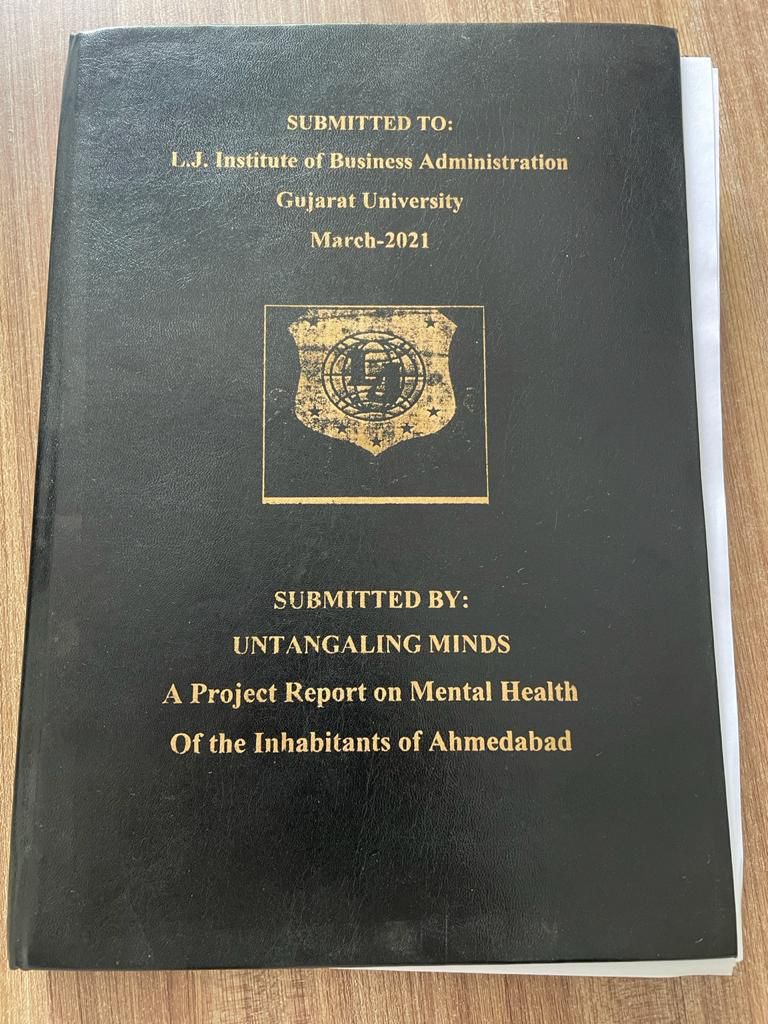 SUBMITTED TO:
L.J. Institute of Business Administration
Gujarat University
March-2021
LJ
SUBMITTED BY:
UNTANGALING MINDS
A Project Report on Mental Health
Of the Inhabitants of Ahmedabad